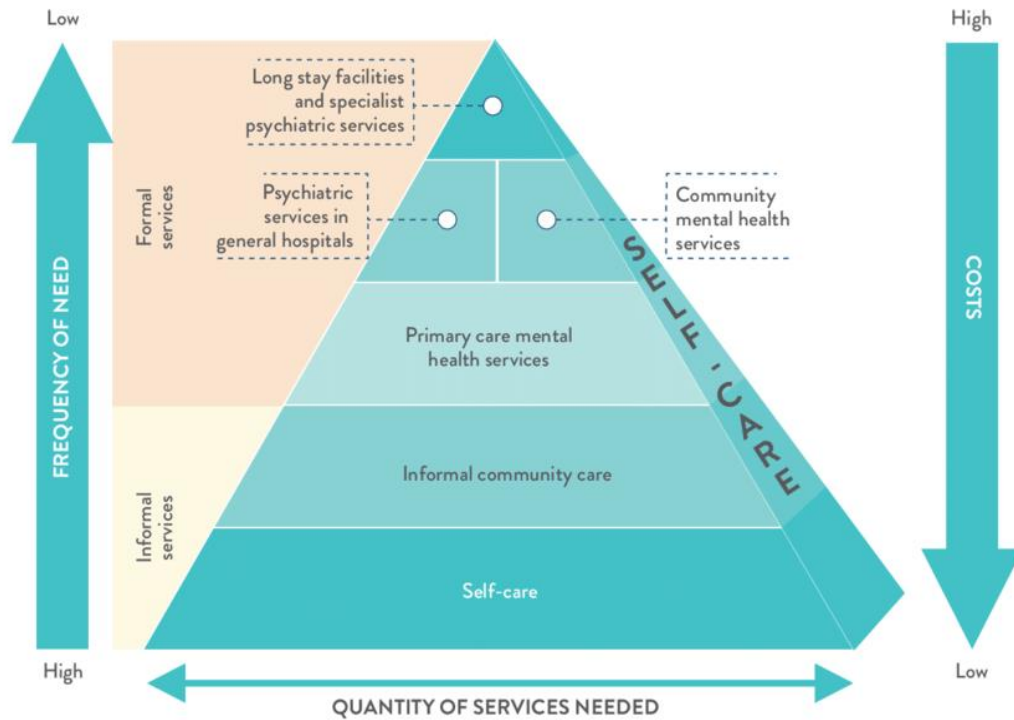 Low
High
Long stay facilities
and specialist
psychiatric services
Psychiatric
services in
general hospitals
Community
mental health
services
Formal
services
FREQUENCY OF NEED
SELF-CARE
COSTS
Primary care mental
health services
Informal community care
Informal
services
Self-care
High
Low
QUANTITY OF SERVICES NEEDED